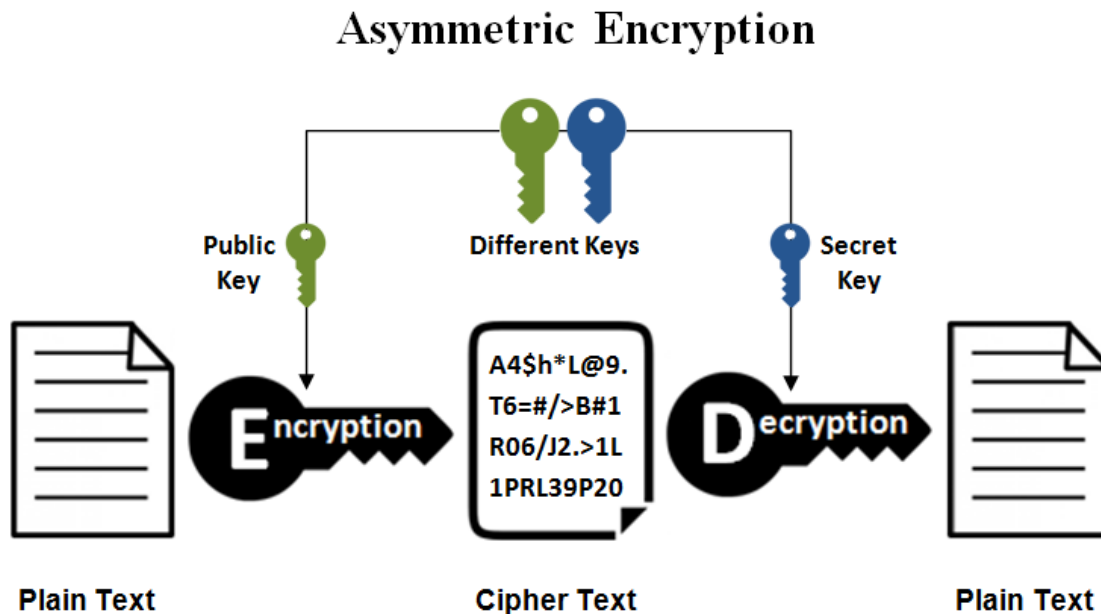 Asymmetric Encryption
Public
Key
Different Keys
Secret
Key
Encryption
A4$h*L@9.
T6=#/>B#1
R06/J2.>1L
1PRL39P20
Decryption
Plain Text
Cipher Text
Plain Text